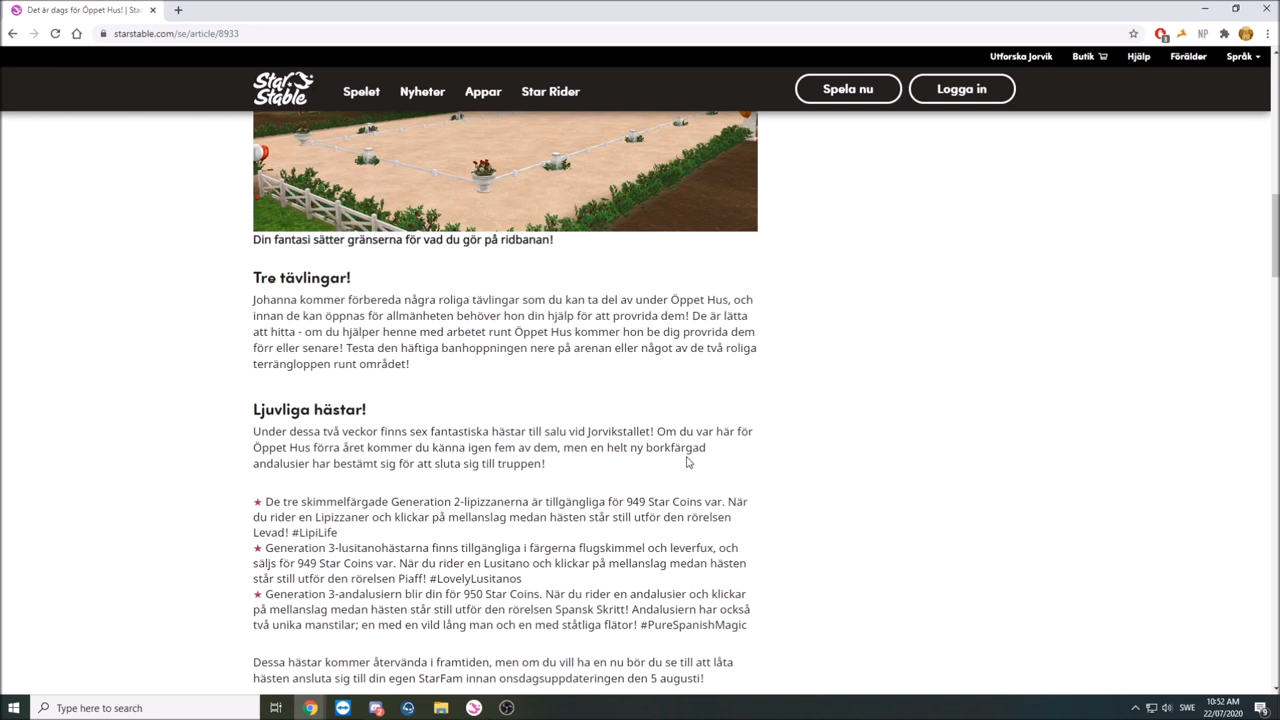 Det är dags för Öppet Hus! | Star
starstable.com/se/article/8933
3
NP
Utforska Jorvik Butik Hjälp Förälder Språk
Star Stable
Spelet Nyheter Appar Star Rider Spela nu Logga in
Din fantasi sätter gränserna för vad du gör på ridbanan!
Tre tävlingar!
Johanna kommer förbereda några roliga tävlingar som du kan ta del av under Öppet Hus, och
innan de kan öppnas för allmänheten behöver hon din hjälp för att provrida dem! De är lätta
att hitta - om du hjälper henne med arbetet runt Öppet Hus kommer hon be dig provrida dem
förr eller senare! Testa den häftiga banhoppningen nere på arenan eller något av de två roliga
terrängloppen runt området!
Ljuvliga hästar!
Under dessa två veckor finns sex fantastiska hästar till salu vid Jorvikstallet! Om du var här för
Öppet Hus förra året kommer du känna igen fem av dem, men en helt ny borkfärgad
andalusier har bestämt sig för att sluta sig till truppen!
★ De tre skimmelfärgade Generation 2-lipizzanerna är tillgängliga för 949 Star Coins var. När
du rider en Lipizzaner och klickar på mellanslag medan hästen står still utför den rörelsen
Levad! #LipiLife
★ Generation 3-lusitanohästarna finns tillgängliga i färgerna flugskimmel och leverfux, och
säljs för 949 Star Coins var. När du rider en Lusitano och klickar på mellanslag medan hästen
står still utför den rörelsen Piaff! #LovelyLusitanos
★ Generation 3-andalusiern blir din för 950 Star Coins. När du rider en andalusier och klickar
på mellanslag medan hästen står still utför den rörelsen Spansk Skritt! Andalusiern har också
två unika manstilar; en med en vild lång man och en med ståtliga flätor! #PureSpanishMagic
Dessa hästar kommer återvända i framtiden, men om du vill ha en nu bör du se till att låta
hästen ansluta sig till din egen StarFam innan onsdagsuppdateringen den 5 augusti!
Type here to search
SWE
10:52 AM
22/07/2020